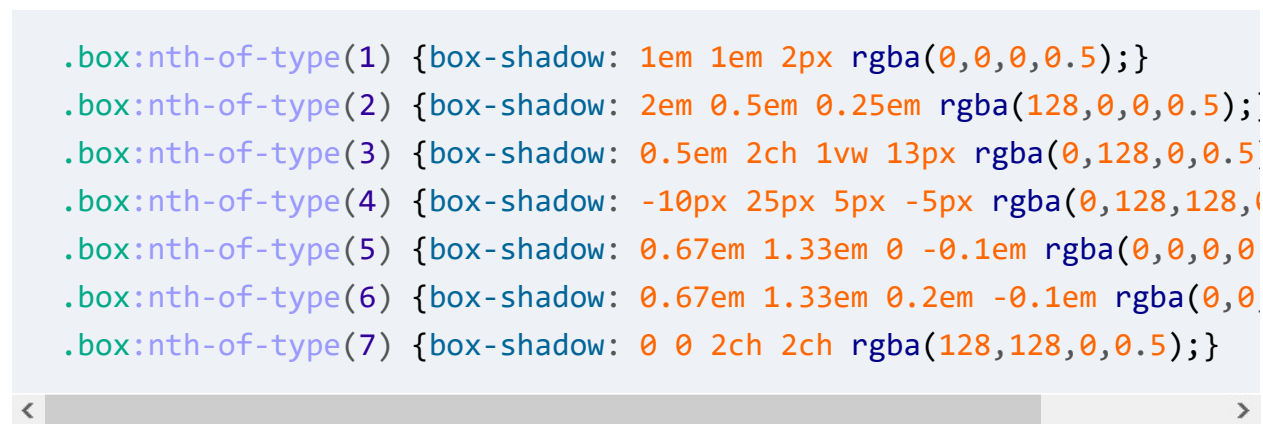 .box:nth-of-type(1) {box-shadow: 1em 1em 2px rgba(0,0,0,0.5);}
.box:nth-of-type(2) {box-shadow: 2em 0.5em 0.25em rgba(128,0,0,0.5);}
.box:nth-of-type(3) {box-shadow: 0.5em 2ch 1vw 13px rgba(0,128,0,0.5)
.box:nth-of-type(4) {box-shadow: -10px 25px 5px -5px rgba(0,128,128,0
.box:nth-of-type(5) {box-shadow: 0.67em 1.33em 0 -0.1em rgba(0,0,0,0
.box:nth-of-type(6) {box-shadow: 0.67em 1.33em 0.2em -0.1em rgba(0,0,
.box:nth-of-type(7) {box-shadow: 0 0 2ch 2ch rgba(128,128,0,0.5);}